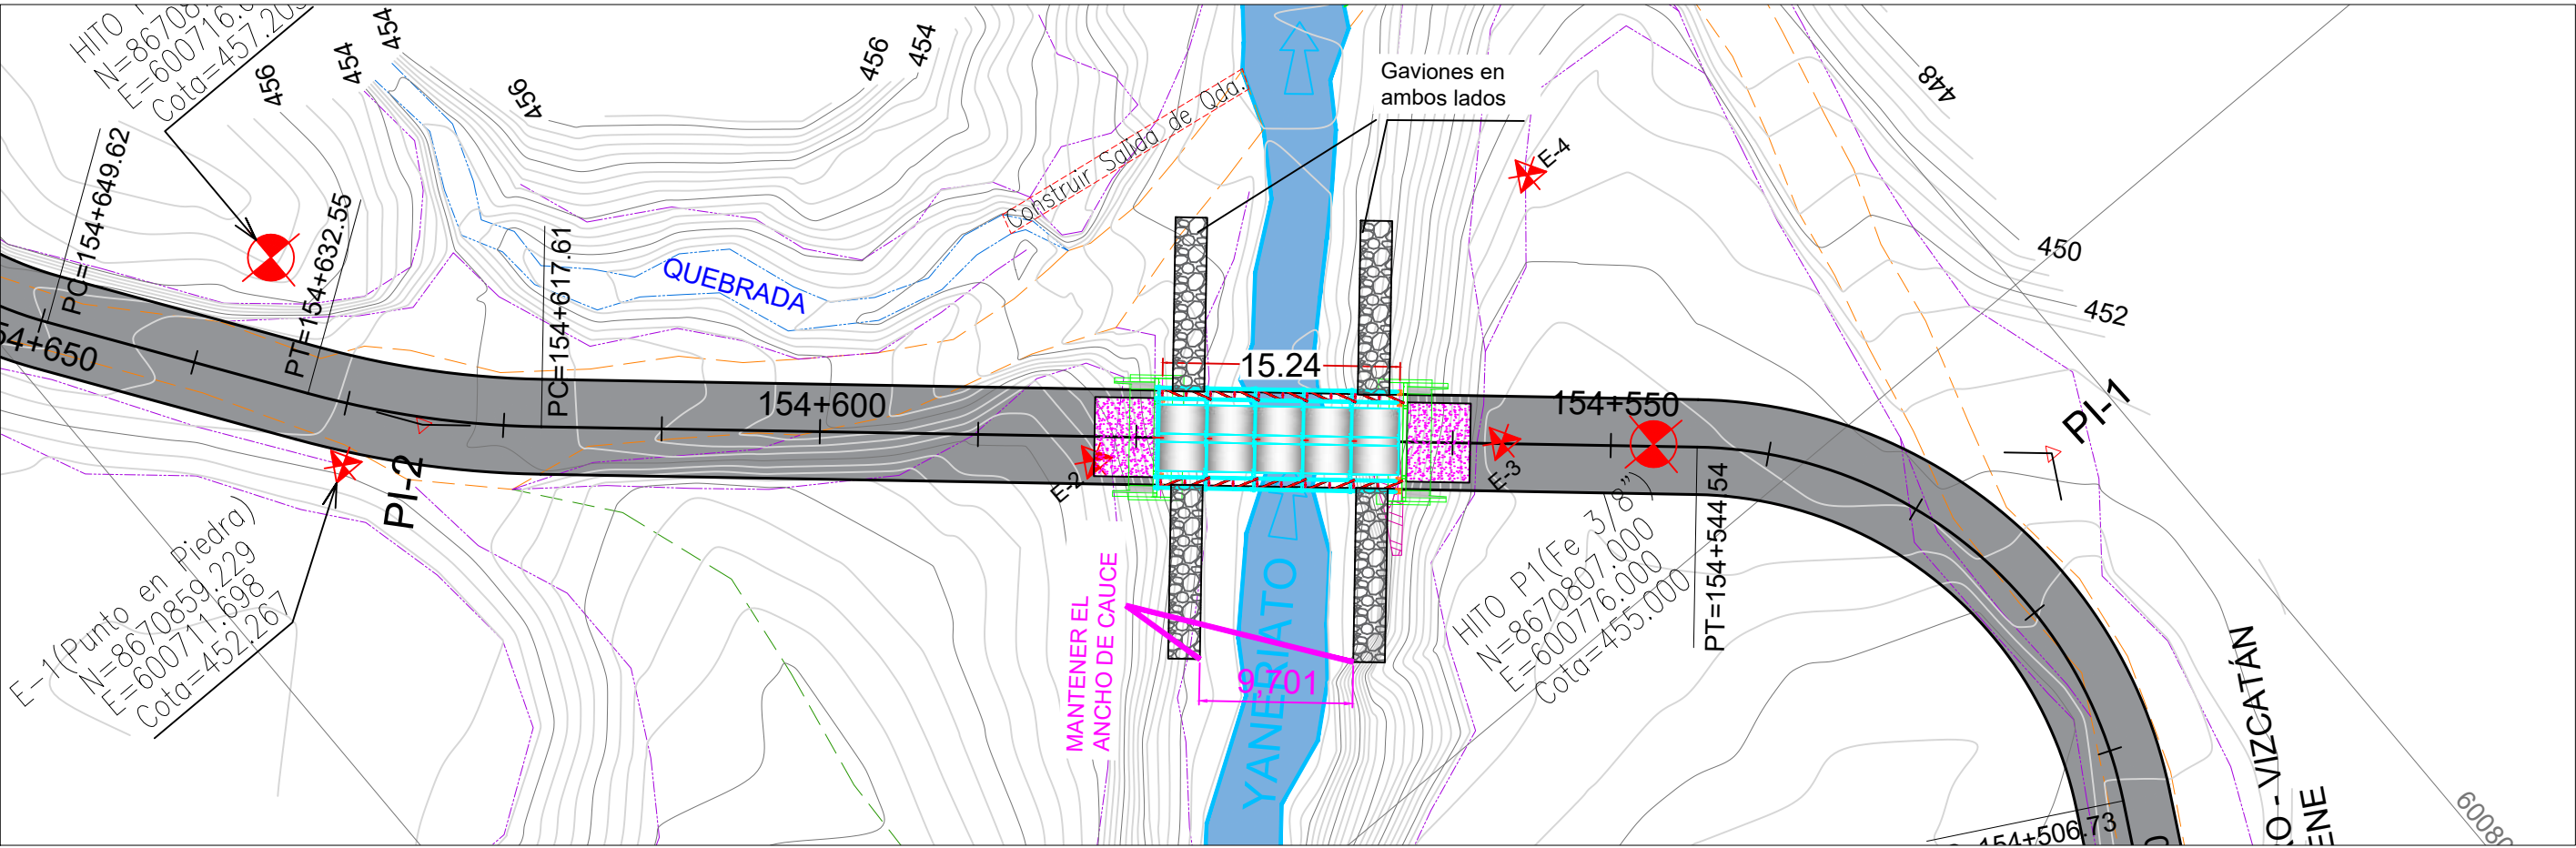 HITO
N=86708
E=600716.
Cota=457.20
454
454
456
456
456
454
Gaviones en
ambos lados
448
PC=154+649.62
PT=154+632.55
Construir Salida de Qda.
E-4
PC=154+617.61
QUEBRADA
450
452
54+650
15.24
154+600
154+550
PI-1
PI-2
E-2
E-3
E-1(Punto en Piedra)
N=8670859.229
E=600711.698
Cota=452.267
MANTENER EL
ANCHO DE CAUCE
9,701
YANERIATO
HITO P1(Fe 3/8")
N=8670807.000
E=600776.000
Cota=455.000
PT=154+544.54
O - VIZCATÁN
ENE
154+506.73
60080